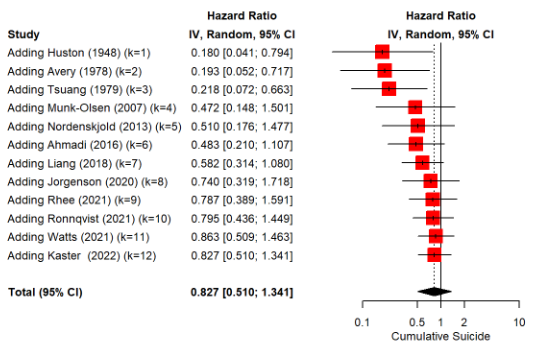 Hazard Ratio Hazard Ratio
Study IV, Random, 95% CI IV, Random, 95% CI
Adding Huston (1948) (k=1) 0.180 [0.041; 0.794]
Adding Avery (1978) (k=2) 0.193 [0.052; 0.717]
Adding Tsuang (1979) (k=3) 0.218 [0.072; 0.663]
Adding Munk-Olsen (2007) (k=4) 0.472 [0.148; 1.501]
Adding Nordenskjold (2013) (k=5) 0.510 [0.176; 1.477]
Adding Ahmadi (2016) (k=6) 0.483 [0.210; 1.107]
Adding Liang (2018) (k=7) 0.582 [0.314; 1.080]
Adding Jorgenson (2020) (k=8) 0.740 [0.319; 1.718]
Adding Rhee (2021) (k=9) 0.787 [0.389; 1.591]
Adding Ronnqvist (2021) (k=10) 0.795 [0.436; 1.449]
Adding Watts (2021) (k=11) 0.863 [0.509; 1.463]
Adding Kaster (2022) (k=12) 0.827 [0.510; 1.341]
Total (95% CI) 0.827 [0.510; 1.341]
0.1 0.5 1 2 10
Cumulative Suicide